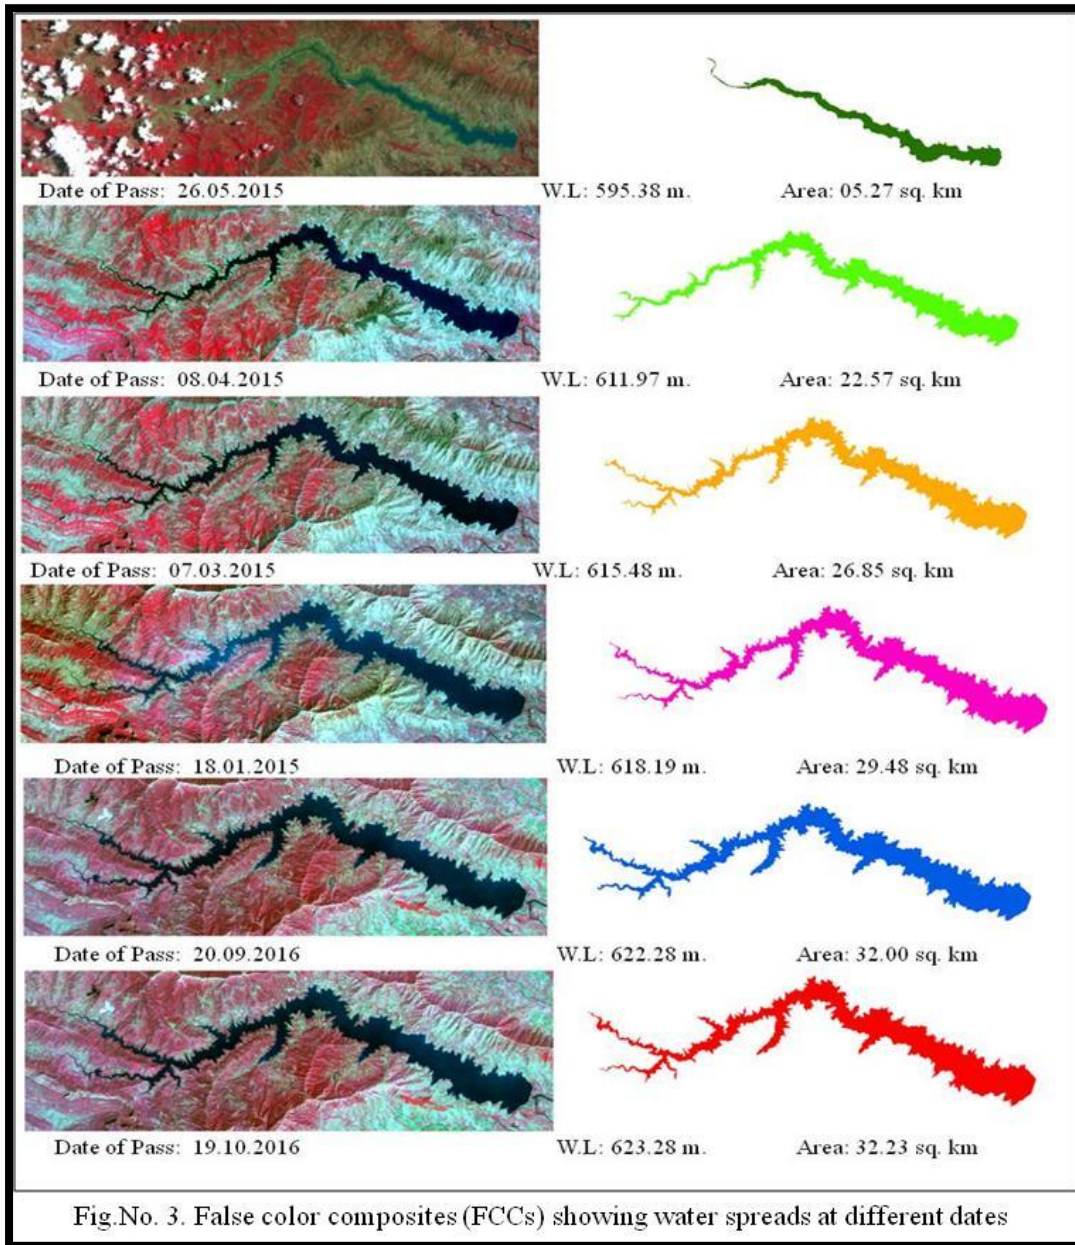 Date of Pass: 26.05.2015 W.L: 595.38 m. Area: 05.27 sq. km
Date of Pass: 08.04.2015 W.L: 611.97 m. Area: 22.57 sq. km
Date of Pass: 07.03.2015 W.L: 615.48 m. Area: 26.85 sq. km
Date of Pass: 18.01.2015 W.L: 618.19 m. Area: 29.48 sq. km
Date of Pass: 20.09.2016 W.L: 622.28 m. Area: 32.00 sq. km
Date of Pass: 19.10.2016 W.L: 623.28 m. Area: 32.23 sq. km
Fig.No. 3. False color composites (FCCs) showing water spreads at different dates